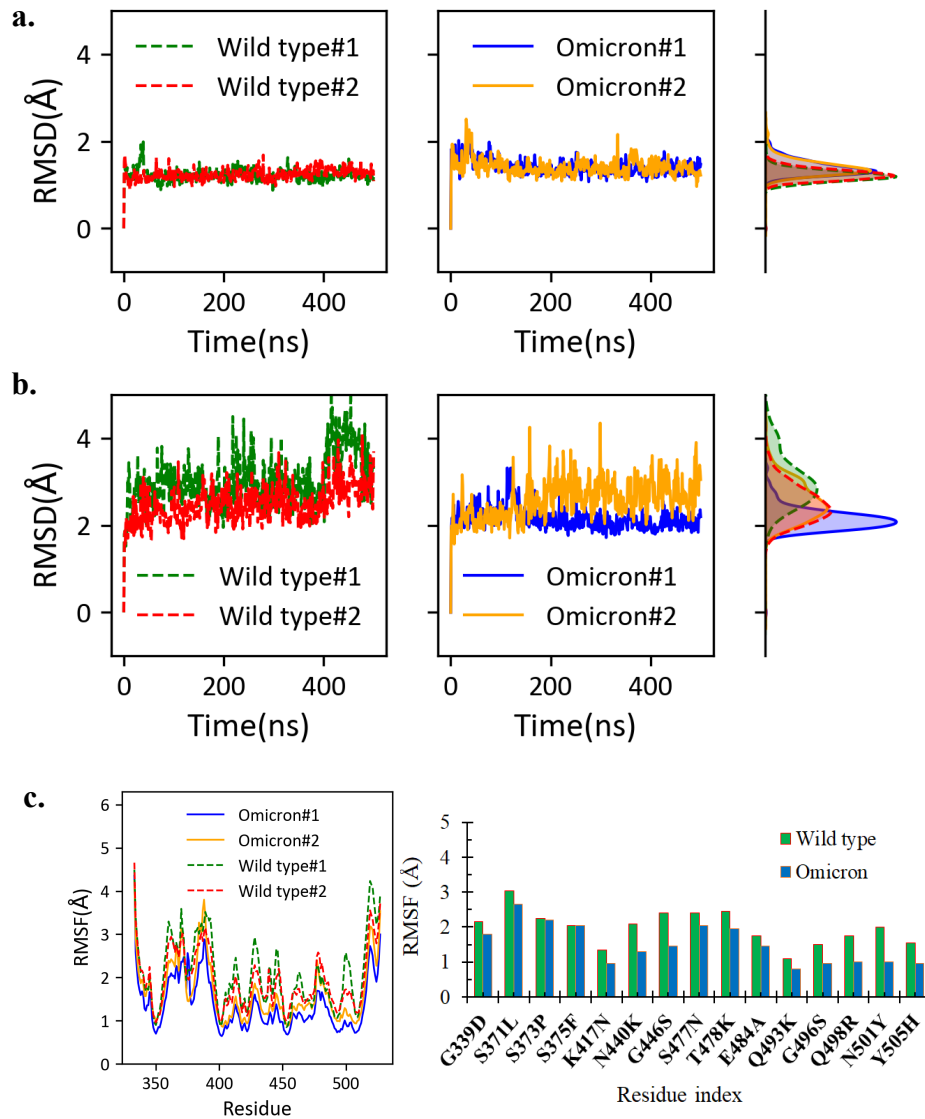 a.
4
2
0
RMSD(Å)
Wild type#1
Wild type#2
Omicron#1
Omicron#2
0 200 400
0 200 400
Time(ns)
Time(ns)
b.
4
2
0
RMSD(Å)
Wild type#1
Wild type#2
Omicron#1
Omicron#2
0 200 400
0 200 400
Time(ns)
Time(ns)
c.
6
5
4
3
2
1
0
RMSF(Å)
Omicron#1
Omicron#2
Wild type#1
Wild type#2
350 400 450 500
Residue
5
4
3
2
1
0
RMSF (Å)
Wild type
Omicron
G339D
S371L
S373P
S375F
K417N
N440K
G446S
S477N
T478K
E484A
Q493K
G496S
Q498R
N501Y
Y505H
Residue index